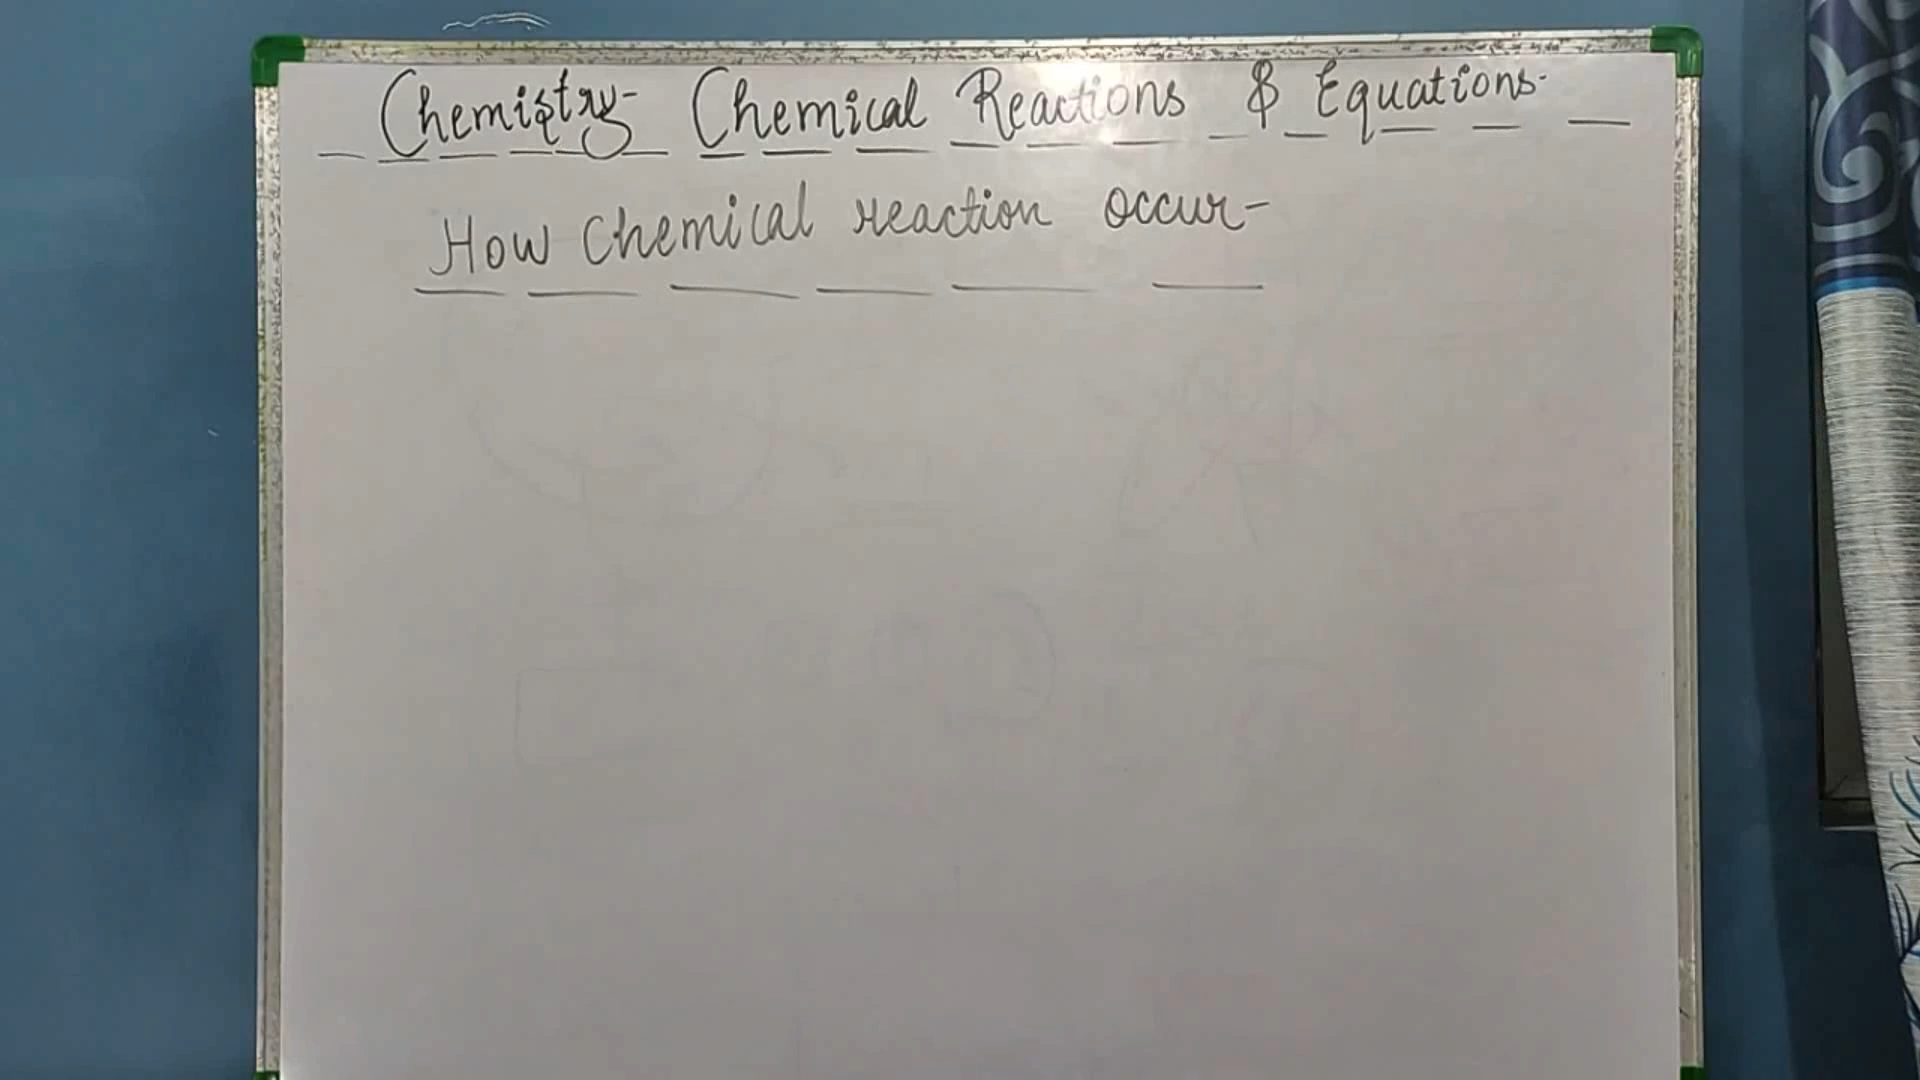 Chemistry- Chemical Reactions & Equations-
How Chemical reaction occur-